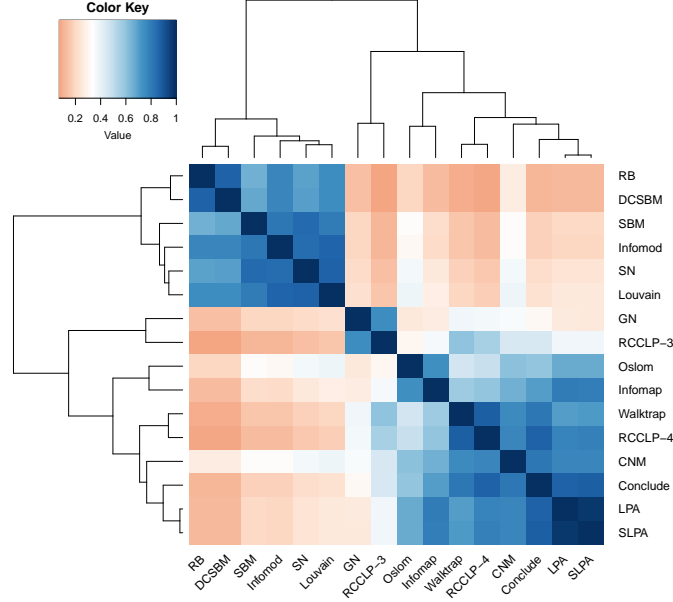 Color Key
0.2 0.4 0.6 0.8 1
Value
RB
DCSBM
SBM
Infomod
SN
Louvain
GN
RCCLP-3
Oslom
Infomap
Walktrap
RCCLP-4
CNM
Conclude
LPA
SLPA
RB DCSBM SBM Infomod SN Louvain GN RCCLP-3 Oslom Infomap Walktrap RCCLP-4 CNM Conclude LPA SLPA